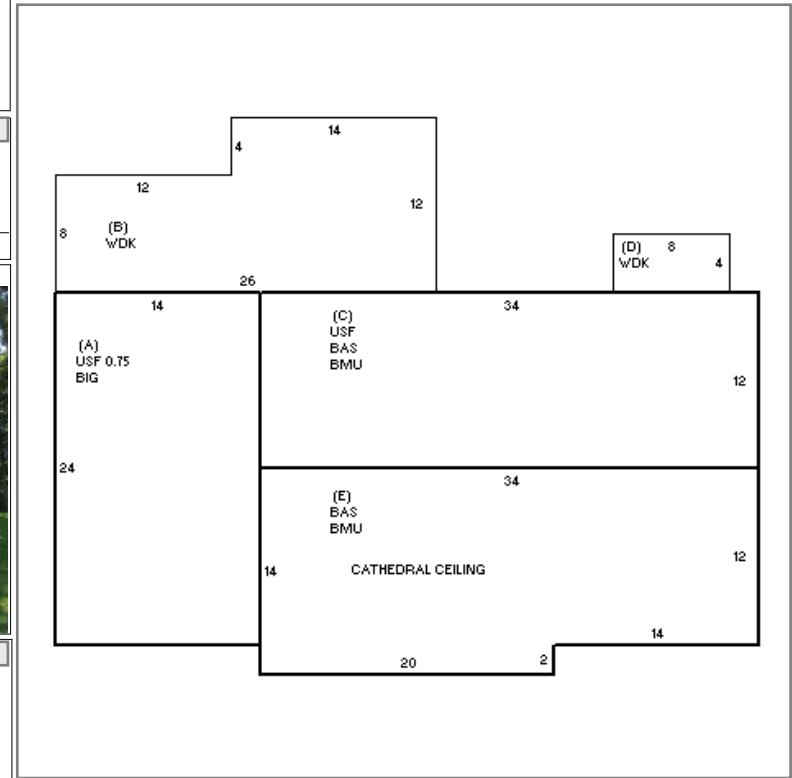 14
4
12
12
8
(B)
WDK
26
(D) 8
WDK 4
14
34
(A)
USF 0.75
BIG
(C)
USF
BAS
BMU
12
24
34
(E)
BAS
BMU
12
14
CATHEDRAL CEILING
14
20
2